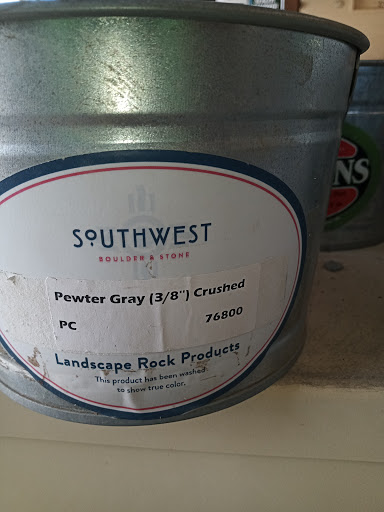 SOUTHWEST
BOULDER & STONE
Pewter Gray (3/8") Crushed
PC 76800
Landscape Rock Products
This product has been washed
to show true color.